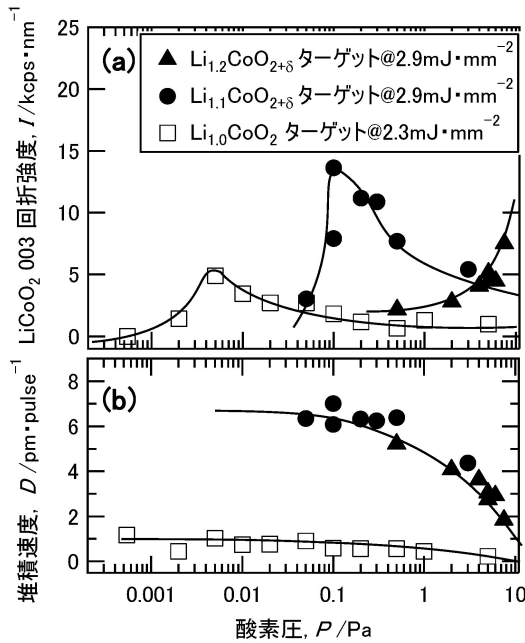 25
20
15
10
5
0
LiCoO2 003 回折強度, I /kcps・nm−1
(a)
▲ Li1.2CoO2+δ ターゲット@2.9mJ・mm−2
● Li1.1CoO2+δ ターゲット@2.9mJ・mm−2
□ Li1.0CoO2 ターゲット@2.3mJ・mm−2
8
6
4
2
0
堆積速度, D /pm・pulse−1
(b)
0.001 0.01 0.1 1 10
酸素圧, P /Pa